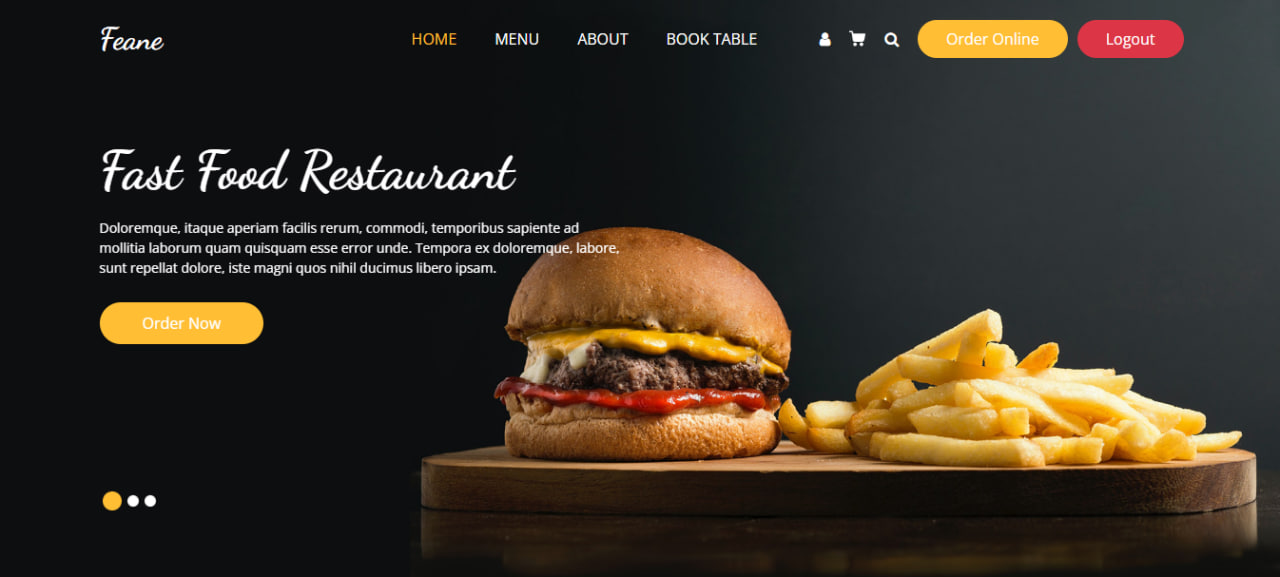 Feane
HOME MENU ABOUT BOOK TABLE Order Online Logout
Fast Food Restaurant
Doloremque, itaque aperiam facilis rerum, commodi, temporibus sapiente ad
mollitia laborum quam quisquam esse error unde. Tempora ex doloremque, labore,
sunt repellat dolore, iste magni quos nihil ducimus libero ipsam.
Order Now